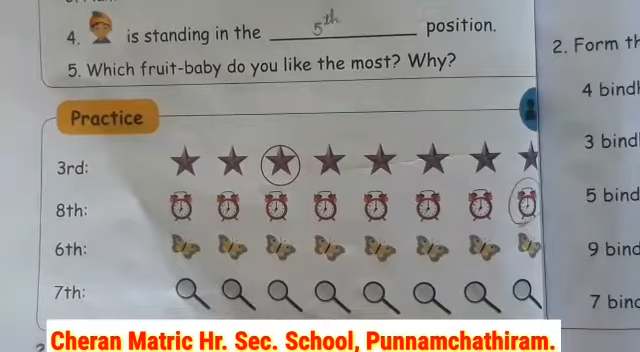 4. is standing in the 5th position.
5. Which fruit-baby do you like the most? Why?
Practice
3rd:
8th:
6th:
7th:
2. Form
4 bind
3 bind
5 bind
9 bind
7 bind
Cheran Matric Hr. Sec. School, Punnamchathiram.